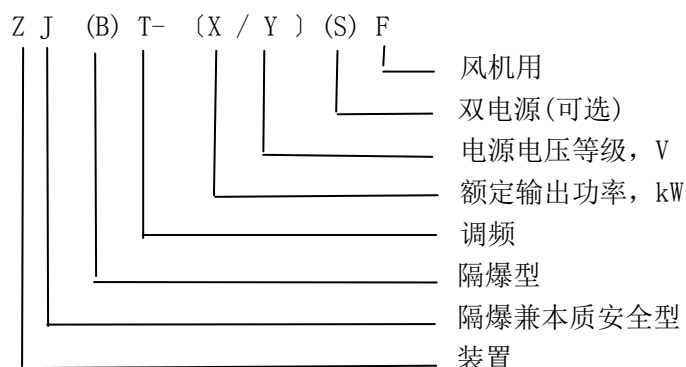 Z J (B) T- 〔X / Y 〕(S) F
风机用
双电源(可选)
电源电压等级，V
额定输出功率，kW
调频
隔爆型
隔爆兼本质安全型
装置